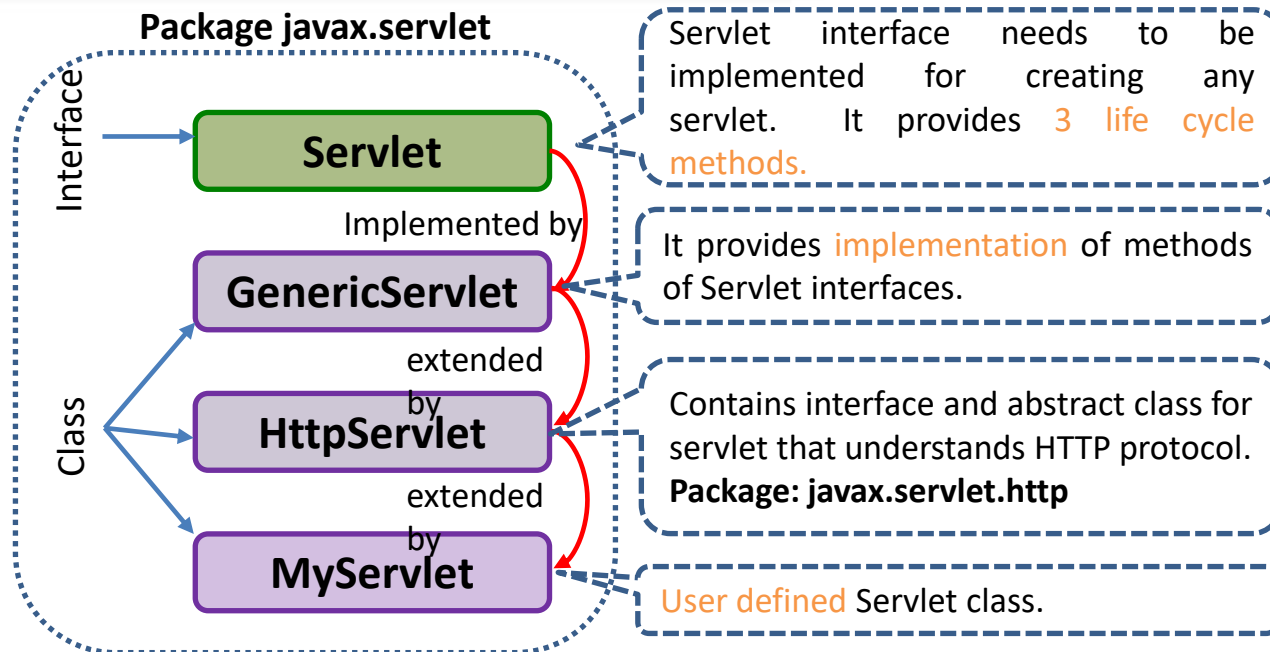 Package javax.servlet
Interface
Servlet
Servlet interface needs to be
implemented for creating any
servlet. It provides 3 life cycle
methods.
Implemented by
GenericServlet
It provides implementation of methods
of Servlet interfaces.
extended
by
Class
HttpServlet
Contains interface and abstract class for
servlet that understands HTTP protocol.
Package: javax.servlet.http
extended
by
MyServlet
User defined Servlet class.